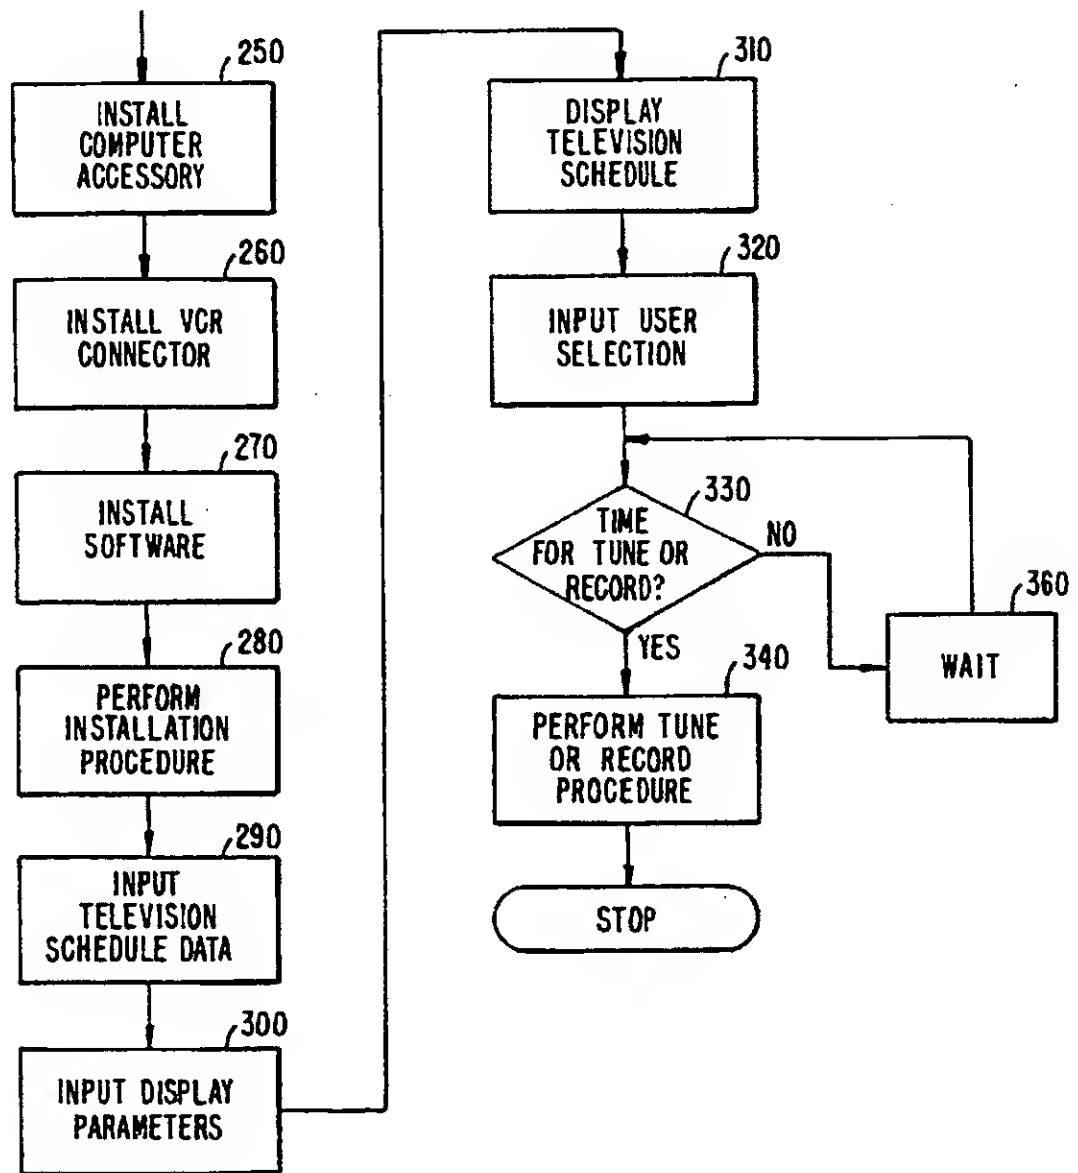 250
INSTALL
COMPUTER
ACCESSORY
260
INSTALL VCR
CONNECTOR
270
INSTALL
SOFTWARE
280
PERFORM
INSTALLATION
PROCEDURE
290
INPUT
TELEVISION
SCHEDULE DATA
300
INPUT DISPLAY
PARAMETERS
310
DISPLAY
TELEVISION
SCHEDULE
320
INPUT USER
SELECTION
330
TIME
FOR TUNE OR
RECORD?
NO
YES
360
WAIT
340
PERFORM TUNE
OR RECORD
PROCEDURE
STOP